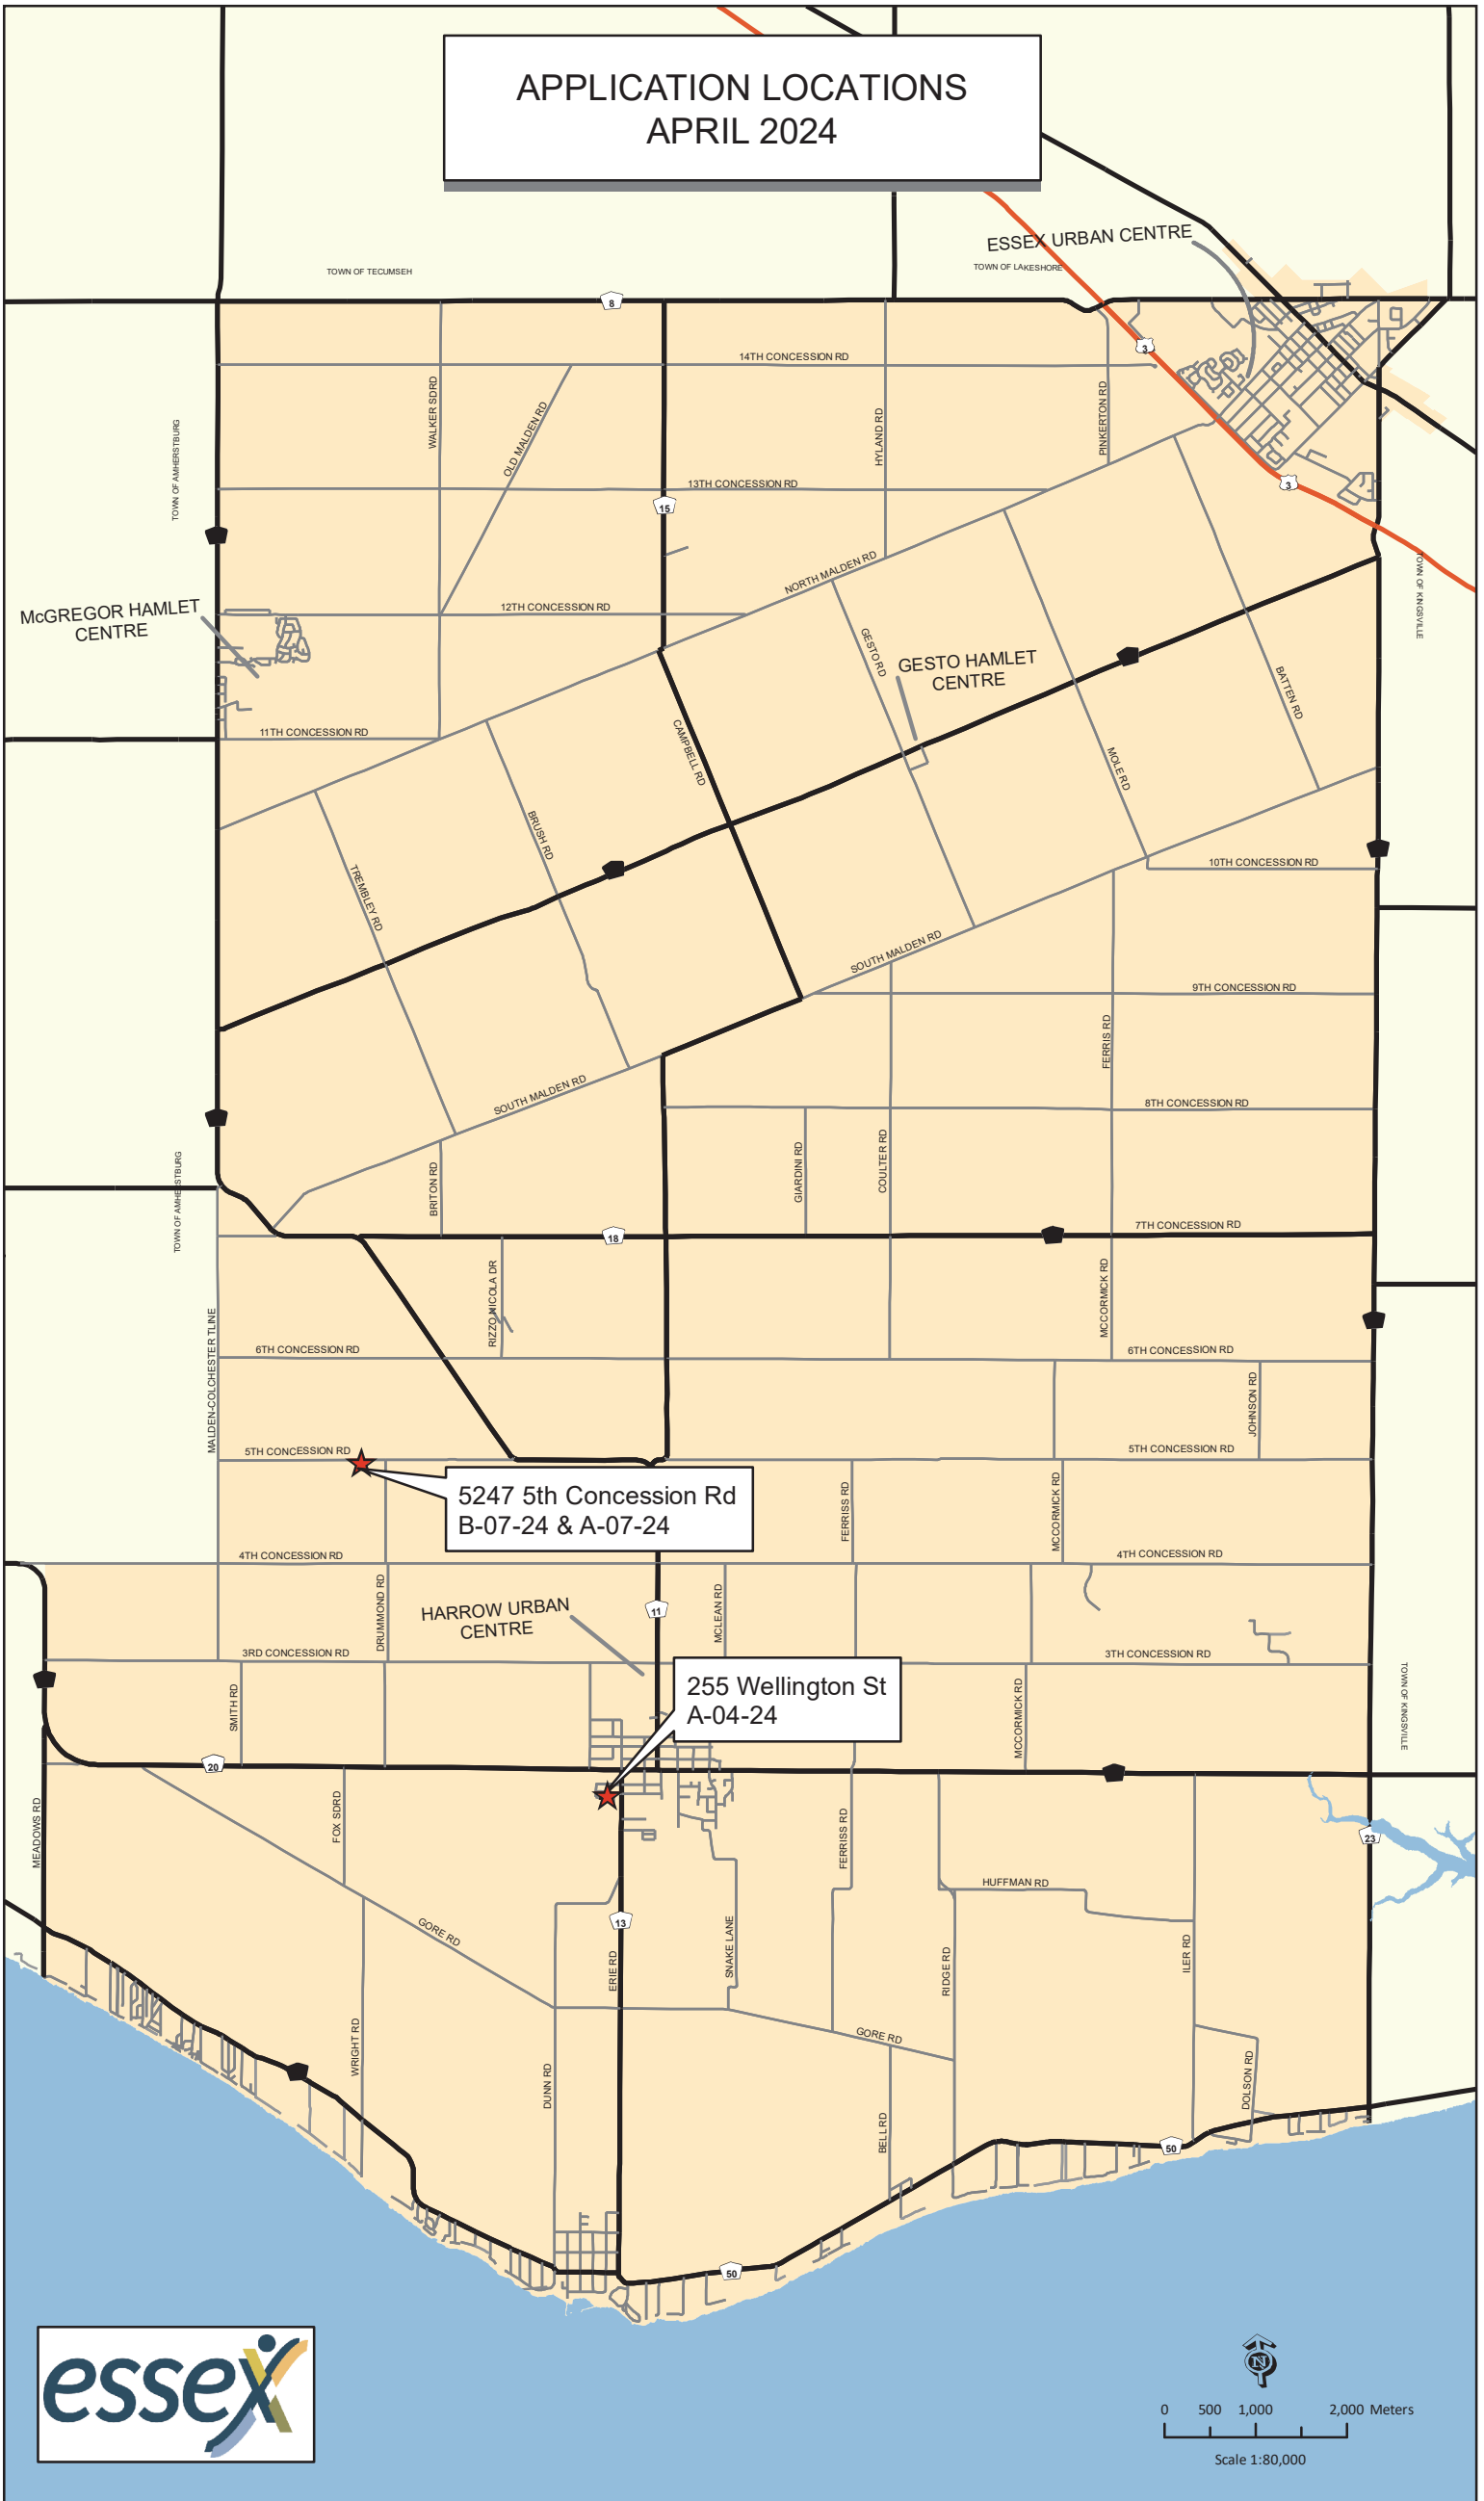 APPLICATION LOCATIONS
APRIL 2024
ESSEX URBAN CENTRE
TOWN OF TECUMSEH
TOWN OF LAKESHORE
8
3
14TH CONCESSION RD
WALKER SDRD
OLD MALDEN RD
HYLAND RD
PINKERTON RD
TOWN OF AMHERSTBURG
13TH CONCESSION RD
3
15
NORTH MALDEN RD
TOWN OF KINGSVILLE
McGREGOR HAMLET
CENTRE
12TH CONCESSION RD
GESTO RD
GESTO HAMLET
CENTRE
BATTEN RD
11TH CONCESSION RD
CAMPBELL RD
MOLE RD
BRUSH RD
TREMBLEY RD
10TH CONCESSION RD
SOUTH MALDEN RD
9TH CONCESSION RD
FERRIS RD
SOUTH MALDEN RD
8TH CONCESSION RD
TOWN OF AMHERSTBURG
BRITON RD
GIARDINI RD
COULTER RD
7TH CONCESSION RD
18
RIZZO NICOLA DR
MCCORMICK RD
MALDEN-COLCHESTER TLINE
6TH CONCESSION RD
6TH CONCESSION RD
JOHNSON RD
5TH CONCESSION RD
5TH CONCESSION RD
5247 5th Concession Rd
B-07-24 & A-07-24
FERRISS RD
MCCORMICK RD
4TH CONCESSION RD
4TH CONCESSION RD
DRUMMOND RD
HARROW URBAN
CENTRE
11
MCLEAN RD
3RD CONCESSION RD
3TH CONCESSION RD
TOWN OF KINGSVILLE
255 Wellington St
A-04-24
SMITH RD
MCCORMICK RD
20
MEADOWS RD
FOX SDRD
FERRISS RD
23
HUFFMAN RD
GORE RD
13
ERIE RD
SNAKE LANE
RIDGE RD
ILER RD
WRIGHT RD
GORE RD
DUNN RD
BELL RD
DOLSON RD
50
50
essex
N
0 500 1,000 2,000 Meters
Scale 1:80,000